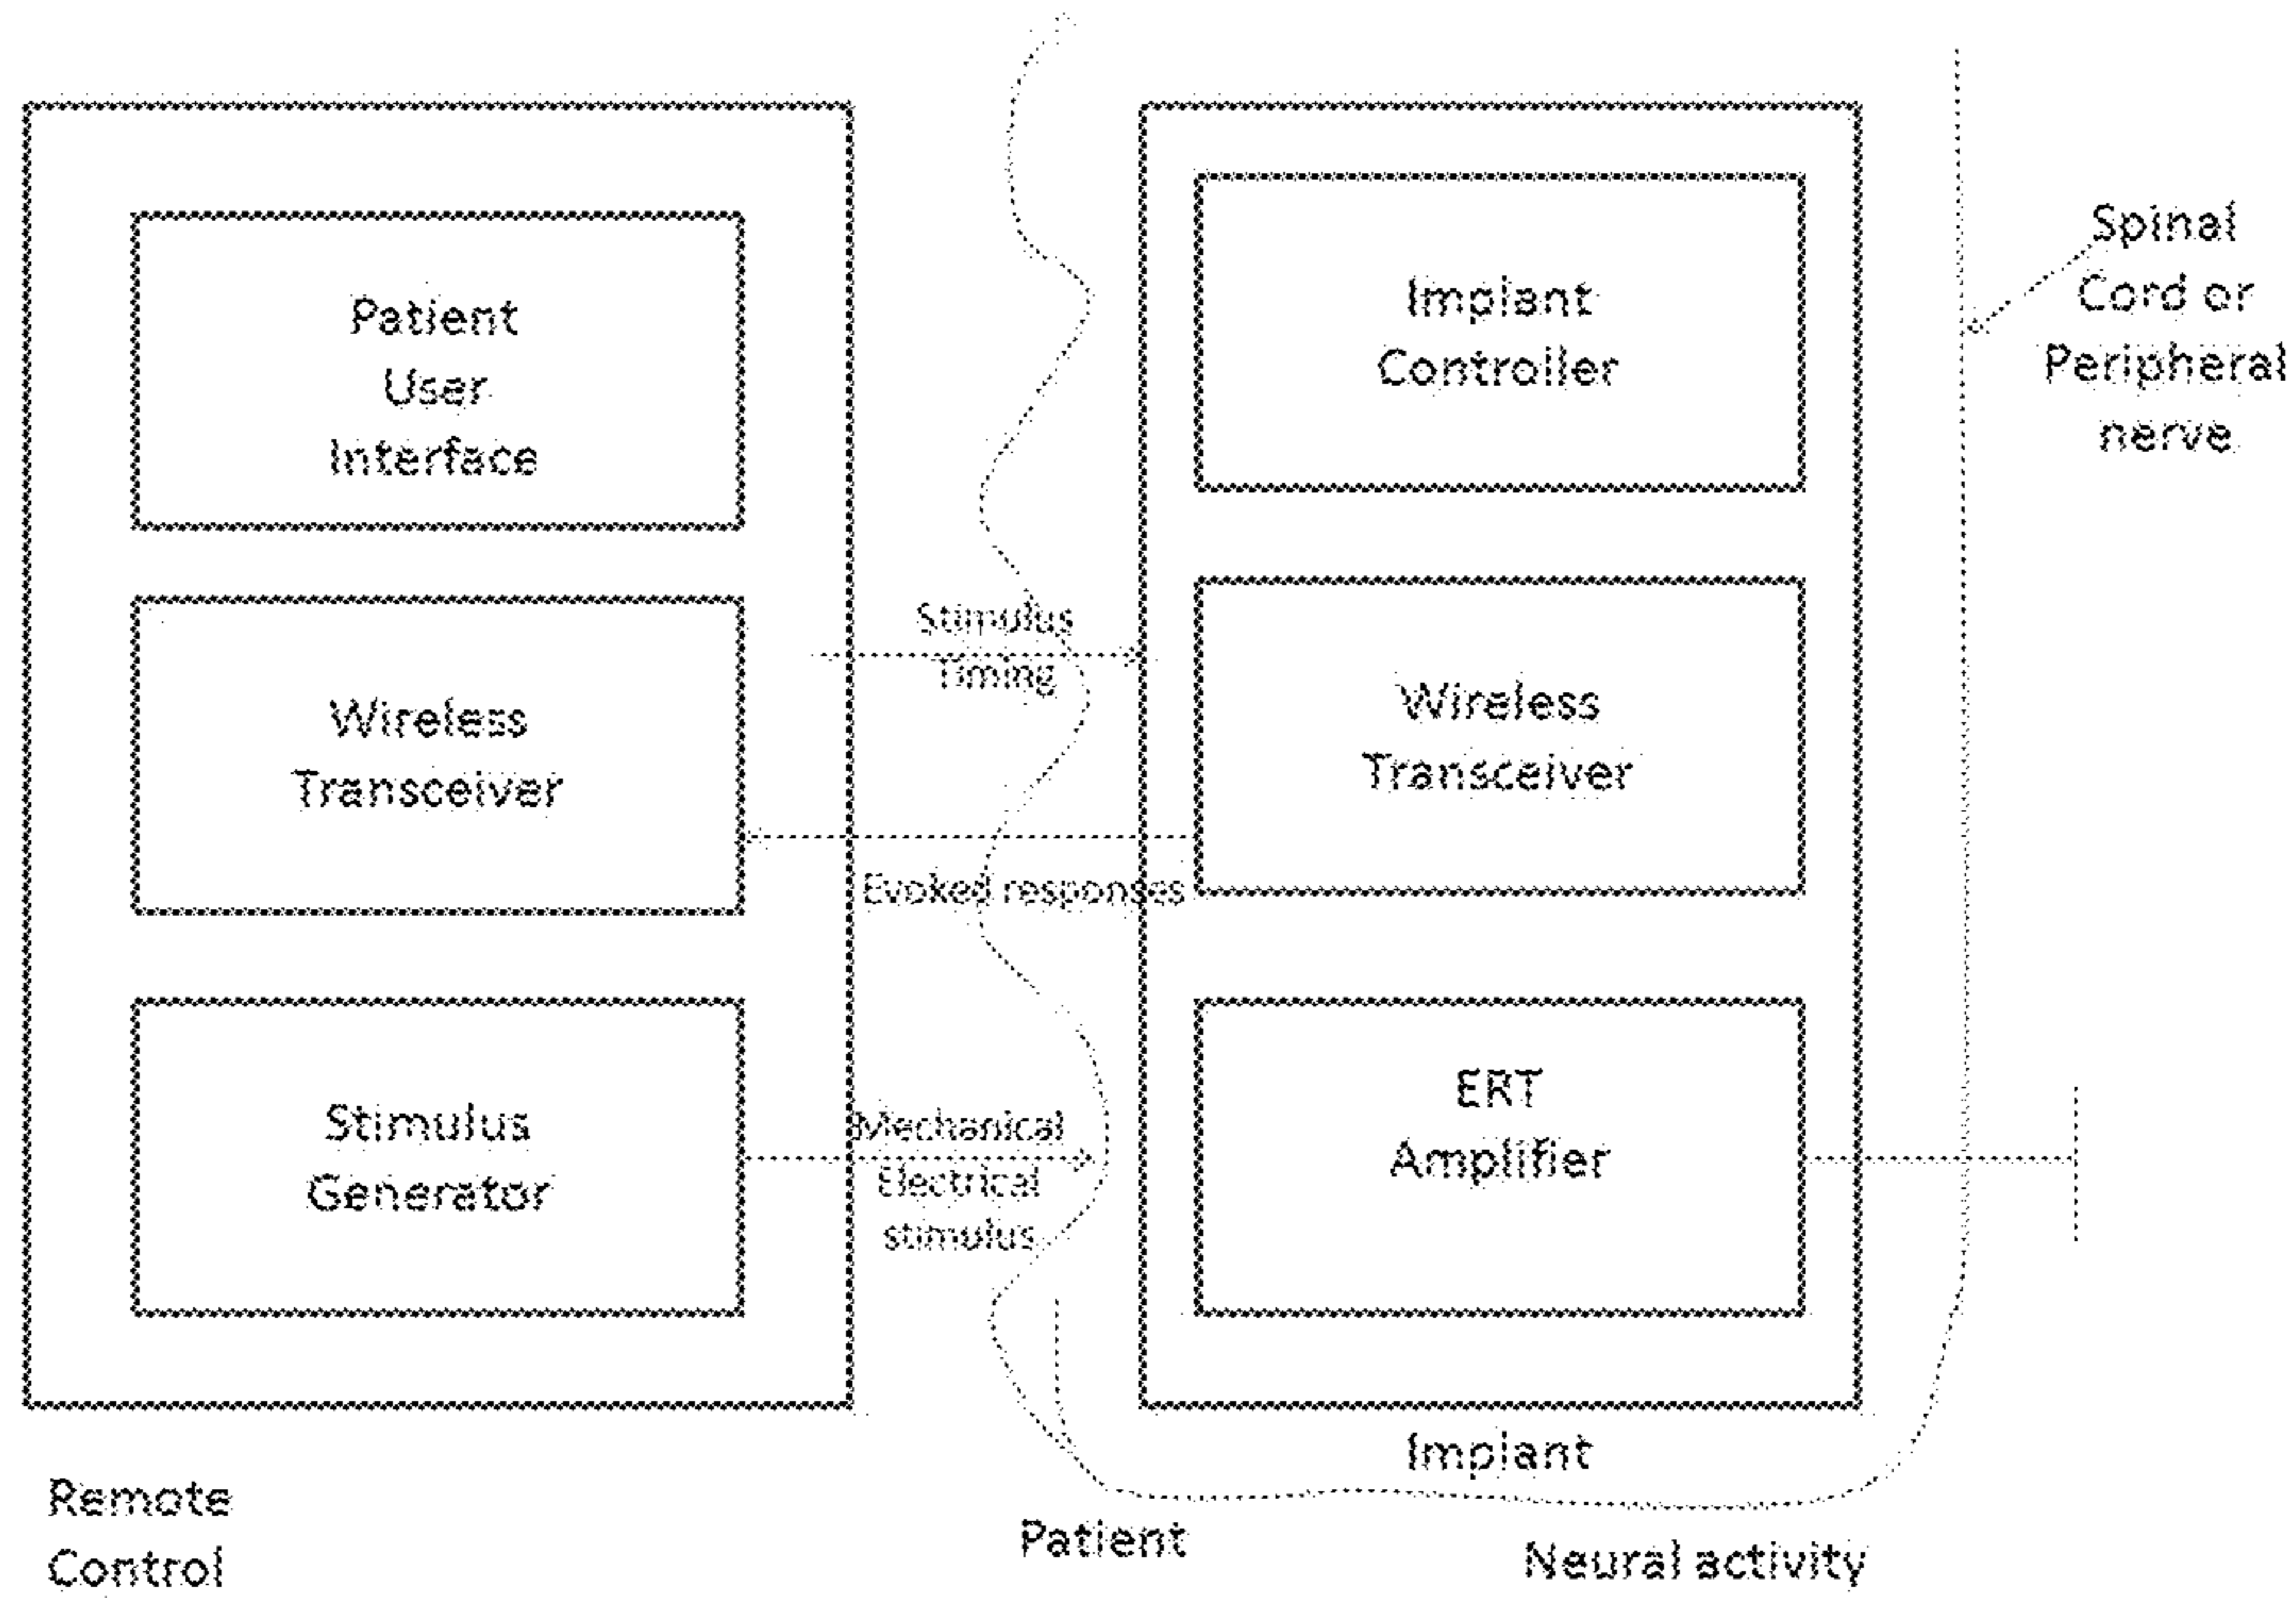 Patient
User
Interface
Wireless
Transceiver
Stimulus
Generator
Remote
Control
Stimulus
Timing
Evoked responses
Mechanical
Electrical
stimulus
Patient
Implant
Controller
Wireless
Transceiver
ERT
Amplifier
Implant
Neural activity
Spinal
Cord or
Peripheral
nerve